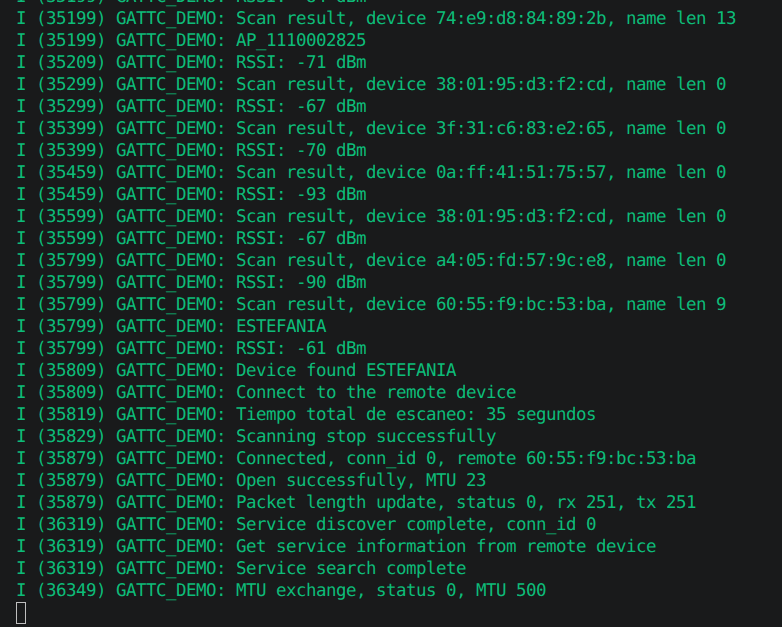 I (35199) GATTC_DEMO: Scan result, device 74:e9:d8:84:89:2b, name len 13
I (35199) GATTC_DEMO: AP_1110002825
I (35209) GATTC_DEMO: RSSI: -71 dBm
I (35299) GATTC_DEMO: Scan result, device 38:01:95:d3:f2:cd, name len 0
I (35299) GATTC_DEMO: RSSI: -67 dBm
I (35399) GATTC_DEMO: Scan result, device 3f:31:c6:83:e2:65, name len 0
I (35399) GATTC_DEMO: RSSI: -70 dBm
I (35459) GATTC_DEMO: Scan result, device 0a:ff:41:51:75:57, name len 0
I (35459) GATTC_DEMO: RSSI: -93 dBm
I (35599) GATTC_DEMO: Scan result, device 38:01:95:d3:f2:cd, name len 0
I (35599) GATTC_DEMO: RSSI: -67 dBm
I (35799) GATTC_DEMO: Scan result, device a4:05:fd:57:9c:e8, name len 0
I (35799) GATTC_DEMO: RSSI: -90 dBm
I (35799) GATTC_DEMO: Scan result, device 60:55:f9:bc:53:ba, name len 9
I (35799) GATTC_DEMO: ESTEFANIA
I (35799) GATTC_DEMO: RSSI: -61 dBm
I (35809) GATTC_DEMO: Device found ESTEFANIA
I (35809) GATTC_DEMO: Connect to the remote device
I (35819) GATTC_DEMO: Tiempo total de escaneo: 35 segundos
I (35829) GATTC_DEMO: Scanning stop successfully
I (35879) GATTC_DEMO: Connected, conn_id 0, remote 60:55:f9:bc:53:ba
I (35879) GATTC_DEMO: Open successfully, MTU 23
I (35879) GATTC_DEMO: Packet length update, status 0, rx 251, tx 251
I (36319) GATTC_DEMO: Service discover complete, conn_id 0
I (36319) GATTC_DEMO: Get service information from remote device
I (36319) GATTC_DEMO: Service search complete
I (36349) GATTC_DEMO: MTU exchange, status 0, MTU 500